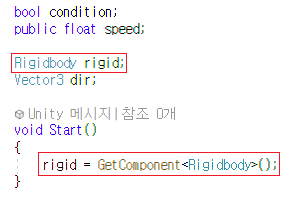 bool condition;
public float speed;
Rigidbody rigid;
Vector3 dir;
Unity 메시지 | 참조 0개
void Start()
{
rigid = GetComponent<Rigidbody>();
}